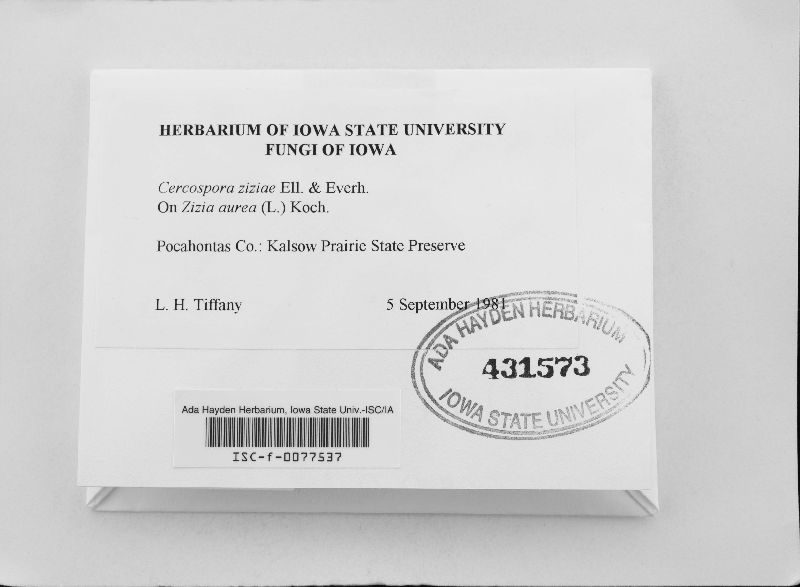 HERBARIUM OF IOWA STATE UNIVERSITY
FUNGI OF IOWA
Cercospora ziziae Ell. & Everh.
On Zizia aurea (L.) Koch.
Pocahontas Co.: Kalsow Prairie State Preserve
L. H. Tiffany 5 September 1981
ADA HAYDEN HERBARIUM
431573
IOWA STATE UNIVERSITY
Ada Hayden Herbarium, Iowa State Univ.-ISC/IA
ISC-f-0077537